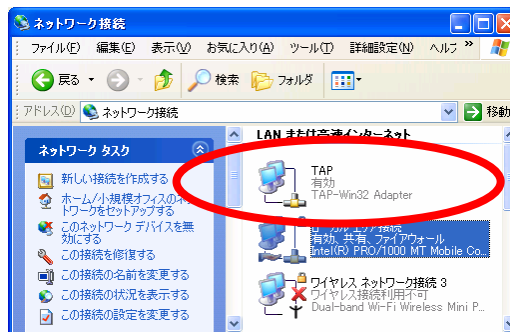 ネットワーク接続
ファイル(F) 編集(E) 表示(V) お気に入り(A) ツール(T) 詳細設定(N) ヘルプ »
戻る 検索 フォルダ
アドレス(D) ネットワーク接続 移動
ネットワーク タスク
新しい接続を作成する
ホーム/小規模オフィスのネ
トワークをセットアップする
このネットワーク デバイスを無
効にする
この接続を修復する
この接続の名前を変更する
この接続の状況を表示する
この接続の設定を変更する
LAN または高速インターネット
TAP
有効
TAP-Win32 Adapter
ローカル エリア接続
有効、共有、ファイアウォール
Intel(R) PRO/1000 MT Mobile Co...
ワイヤレス ネットワーク接続 3
ワイヤレス接続利用不可
Dual-band Wi-Fi Wireless Mini P...